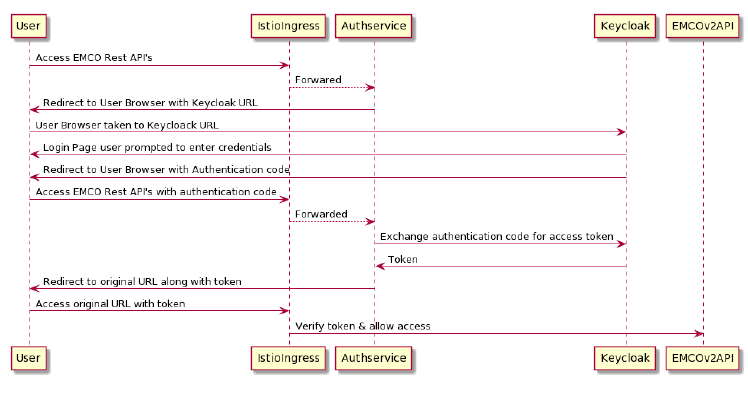 User IstioIngress Authservice Keycloak EMCOv2API
Access EMCO Rest API's
Forwared
Redirect to User Browser with Keycloak URL
User Browser taken to Keycloack URL
Login Page user prompted to enter credentials
Redirect to User Browser with Authentication code
Access EMCO Rest API's with authentication code
Forwarded
Exchange authentication code for access token
Token
Redirect to original URL along with token
Access original URL with token
Verify token & allow access
User IstioIngress Authservice Keycloak EMCOv2API